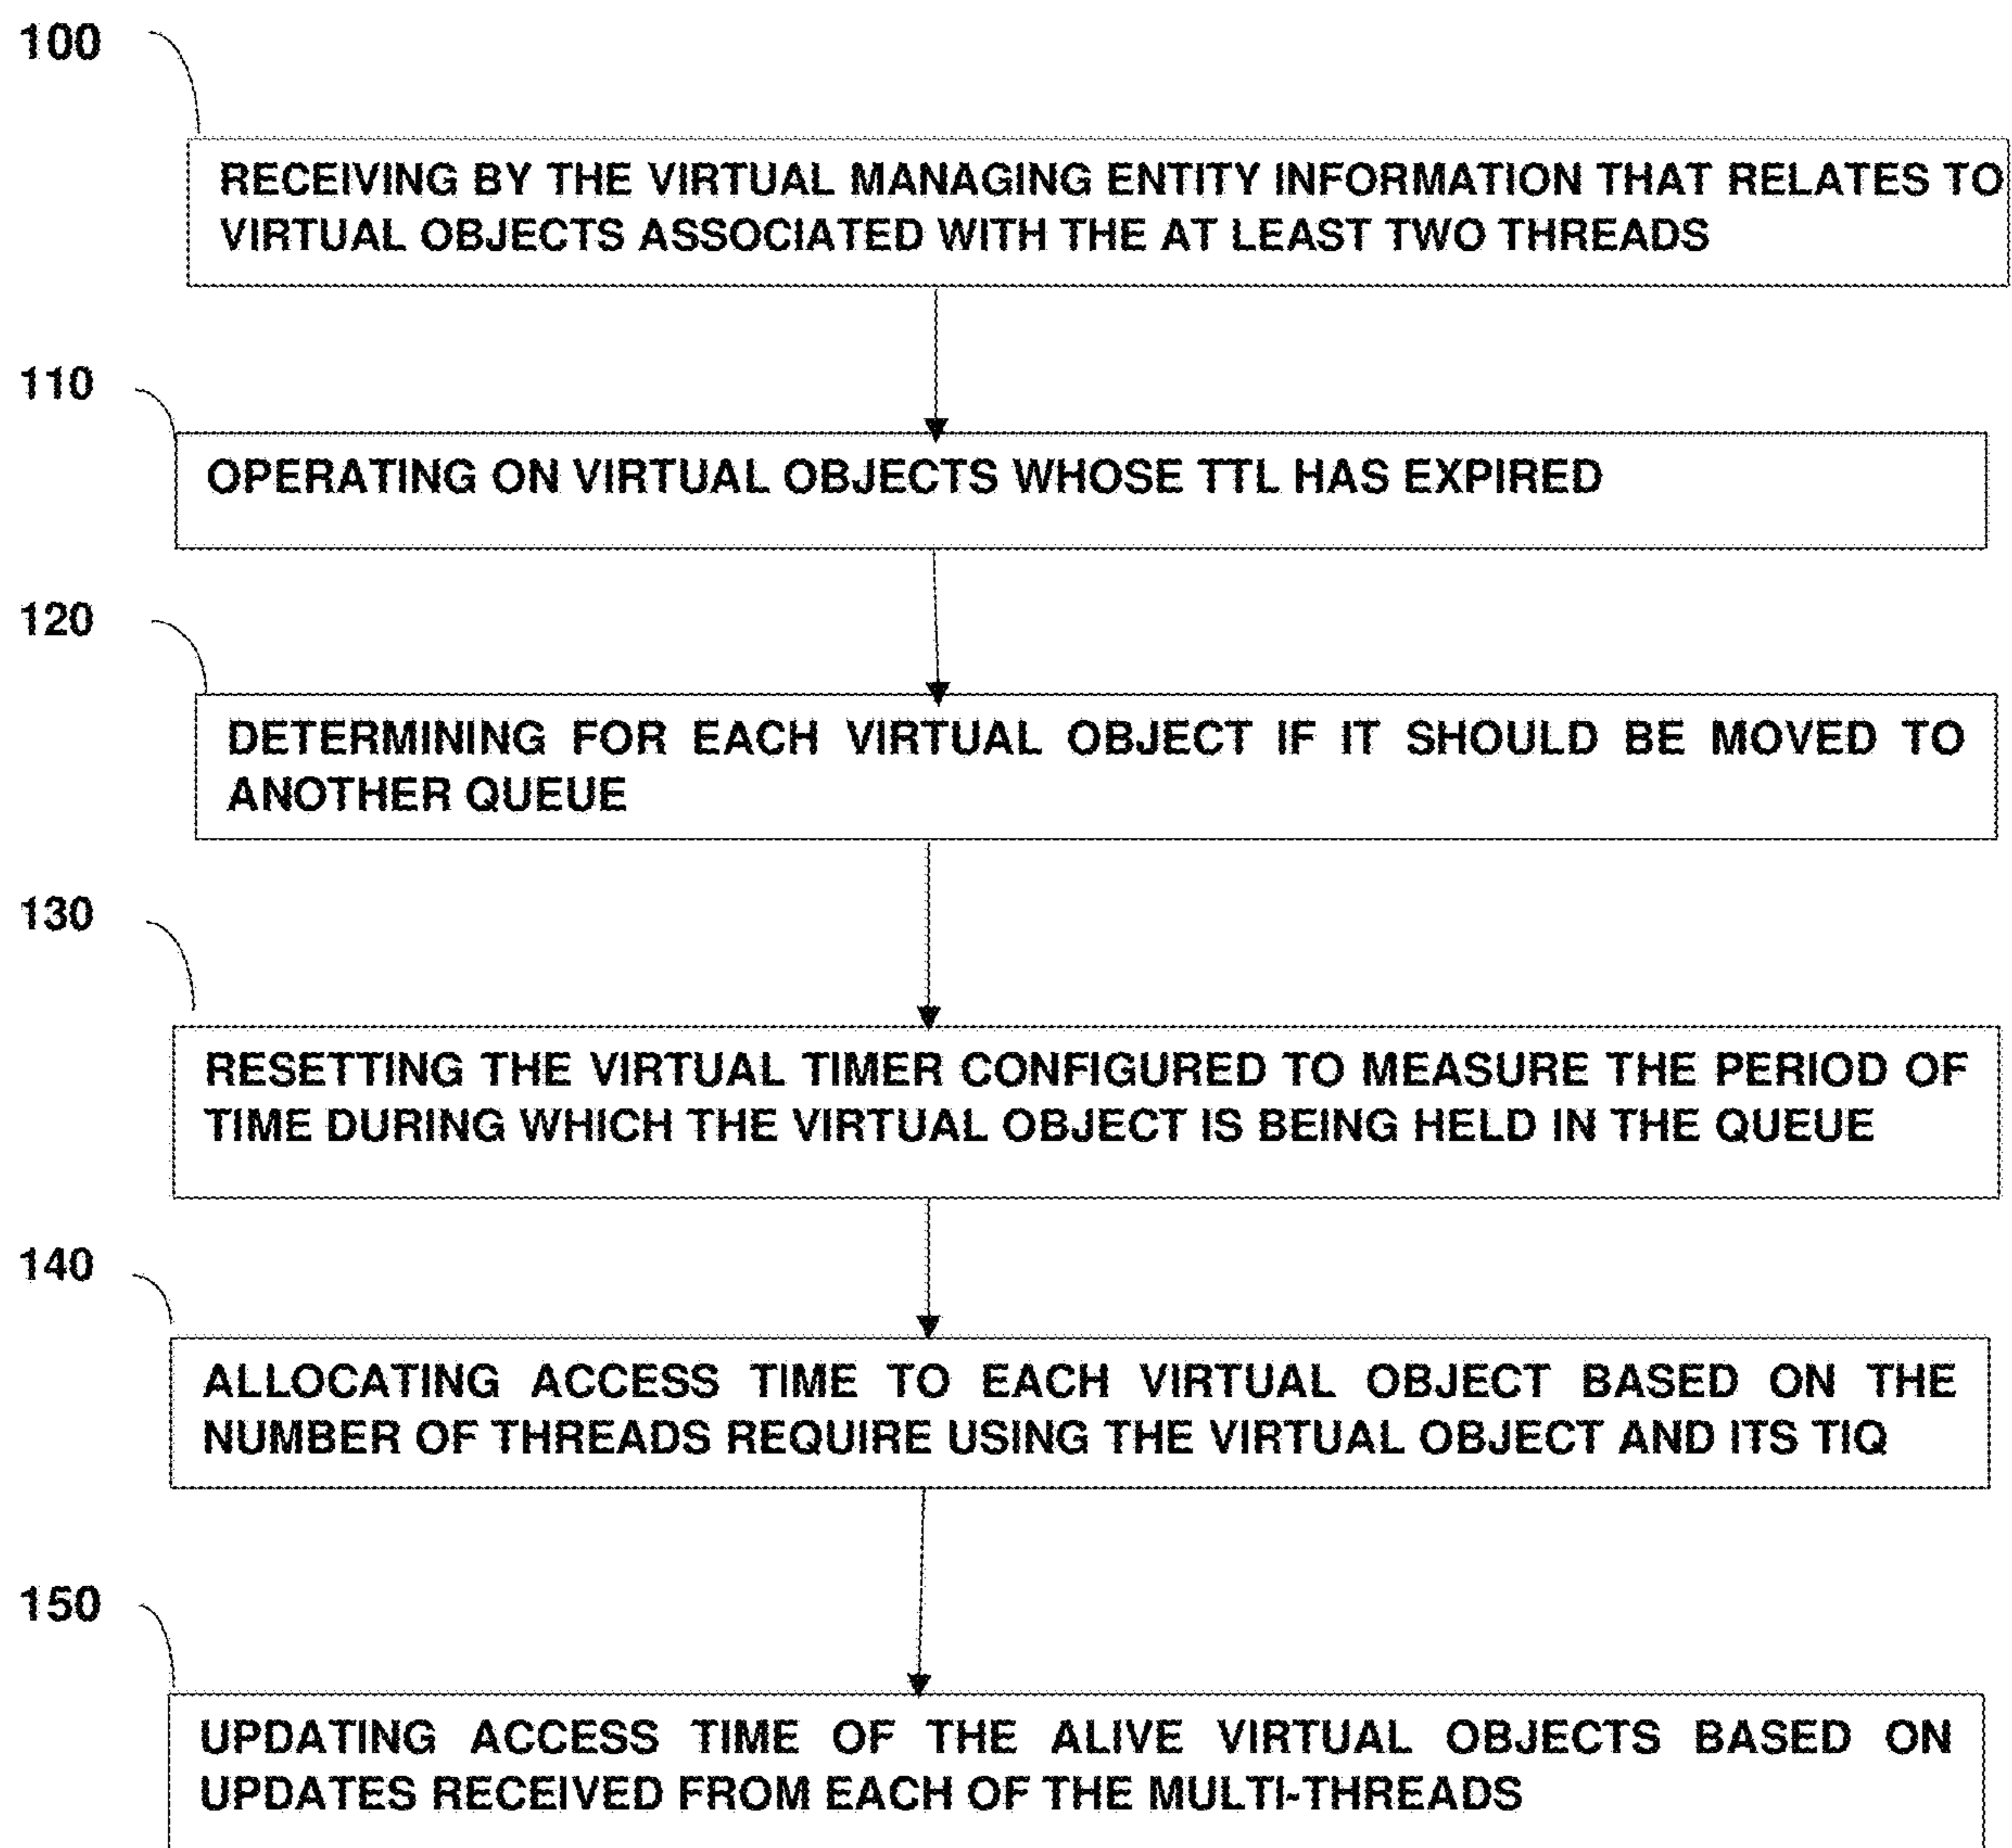 100
RECEIVING BY THE VIRTUAL MANAGING ENTITY INFORMATION THAT RELATES TO
VIRTUAL OBJECTS ASSOCIATED WITH THE AT LEAST TWO THREADS
110
OPERATING ON VIRTUAL OBJECTS WHOSE TTL HAS EXPIRED
120
DETERMINING FOR EACH VIRTUAL OBJECT IF IT SHOULD BE MOVED TO
ANOTHER QUEUE
130
RESETTING THE VIRTUAL TIMER CONFIGURED TO MEASURE THE PERIOD OF
TIME DURING WHICH THE VIRTUAL OBJECT IS BEING HELD IN THE QUEUE
140
ALLOCATING ACCESS TIME TO EACH VIRTUAL OBJECT BASED ON THE
NUMBER OF THREADS REQUIRE USING THE VIRTUAL OBJECT AND ITS TIQ
150
UPDATING ACCESS TIME OF THE ALIVE VIRTUAL OBJECTS BASED ON
UPDATES RECEIVED FROM EACH OF THE MULTI-THREADS